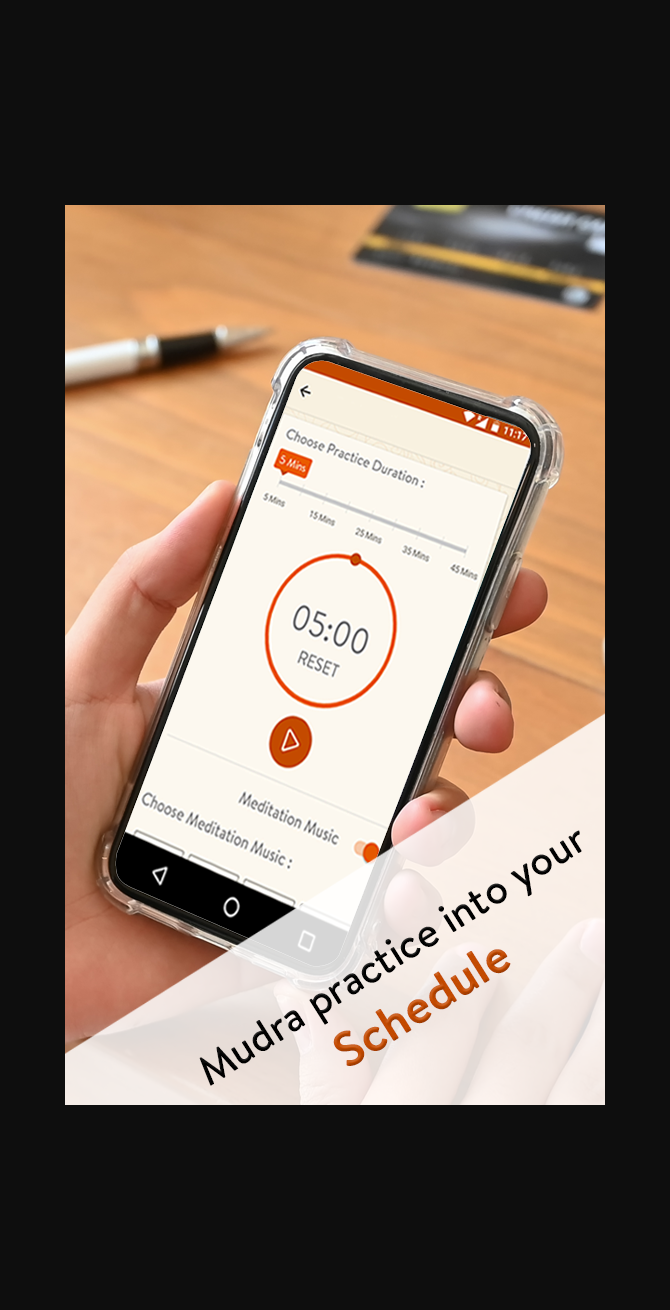 11:17
Choose Practice Duration :
5 Mins
5 Mins
15 Mins
25 Mins
35 Mins
45 Mins
05:00
RESET
Meditation Music
Choose Meditation Music :
Mudra practice into your
Schedule